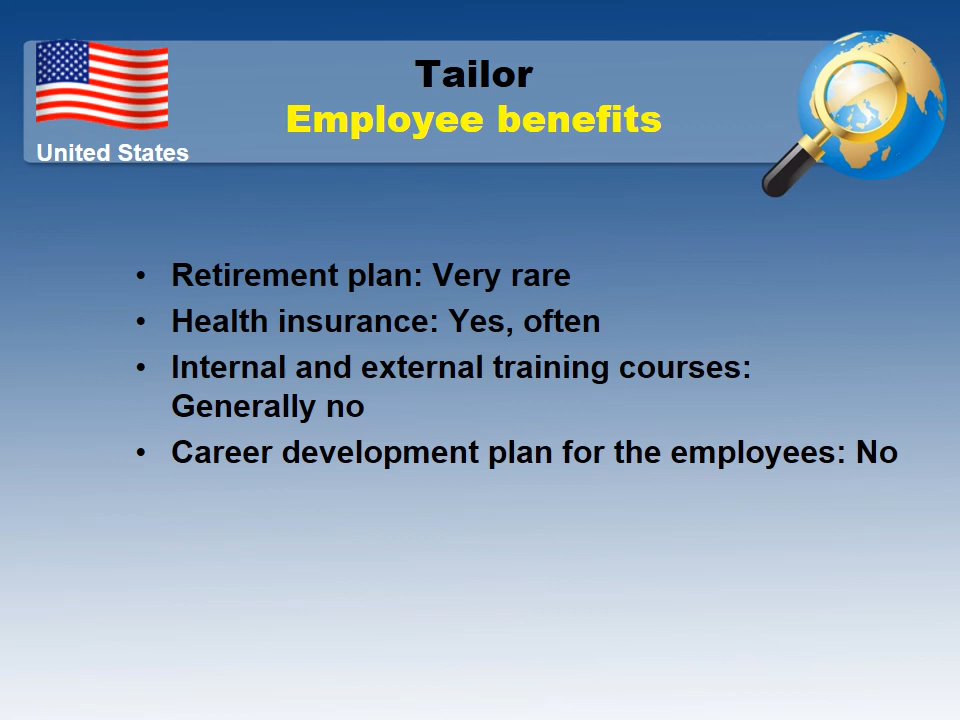 Tailor
Employee benefits
United States
• Retirement plan: Very rare
• Health insurance: Yes, often
• Internal and external training courses:
Generally no
• Career development plan for the employees: No